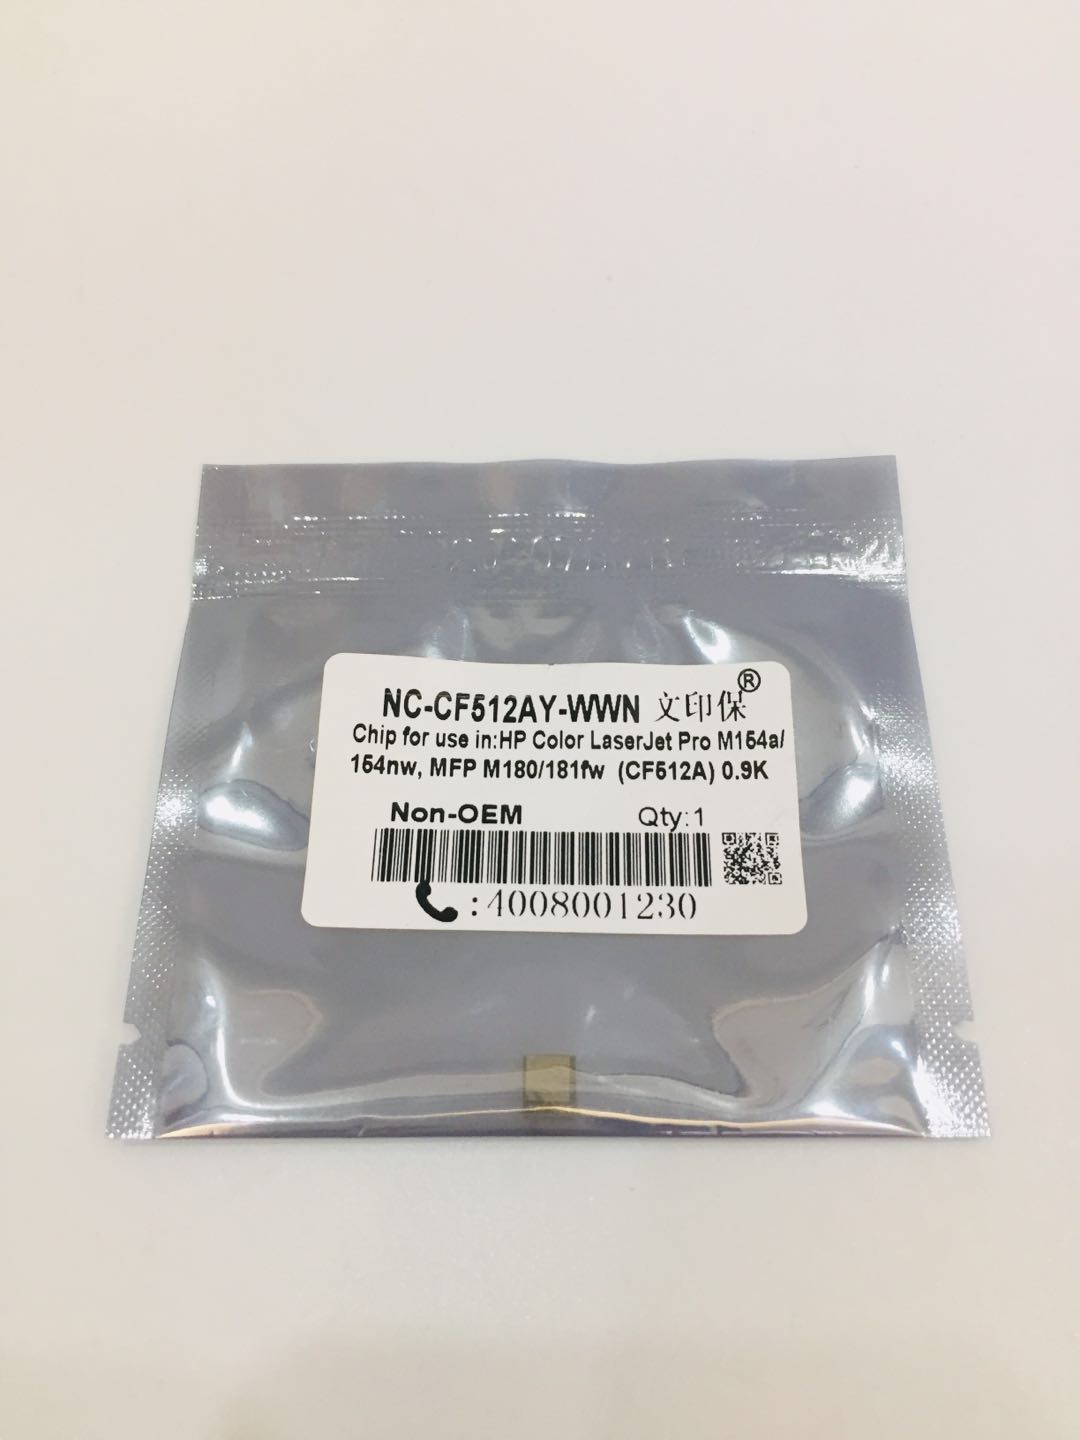 NC-CF512AY-WWN 文印保®
Chip for use in:HP Color LaserJet Pro M154a/
154nw, MFP M180/181fw (CF512A) 0.9K
Non-OEM Qty:1
:4008001230